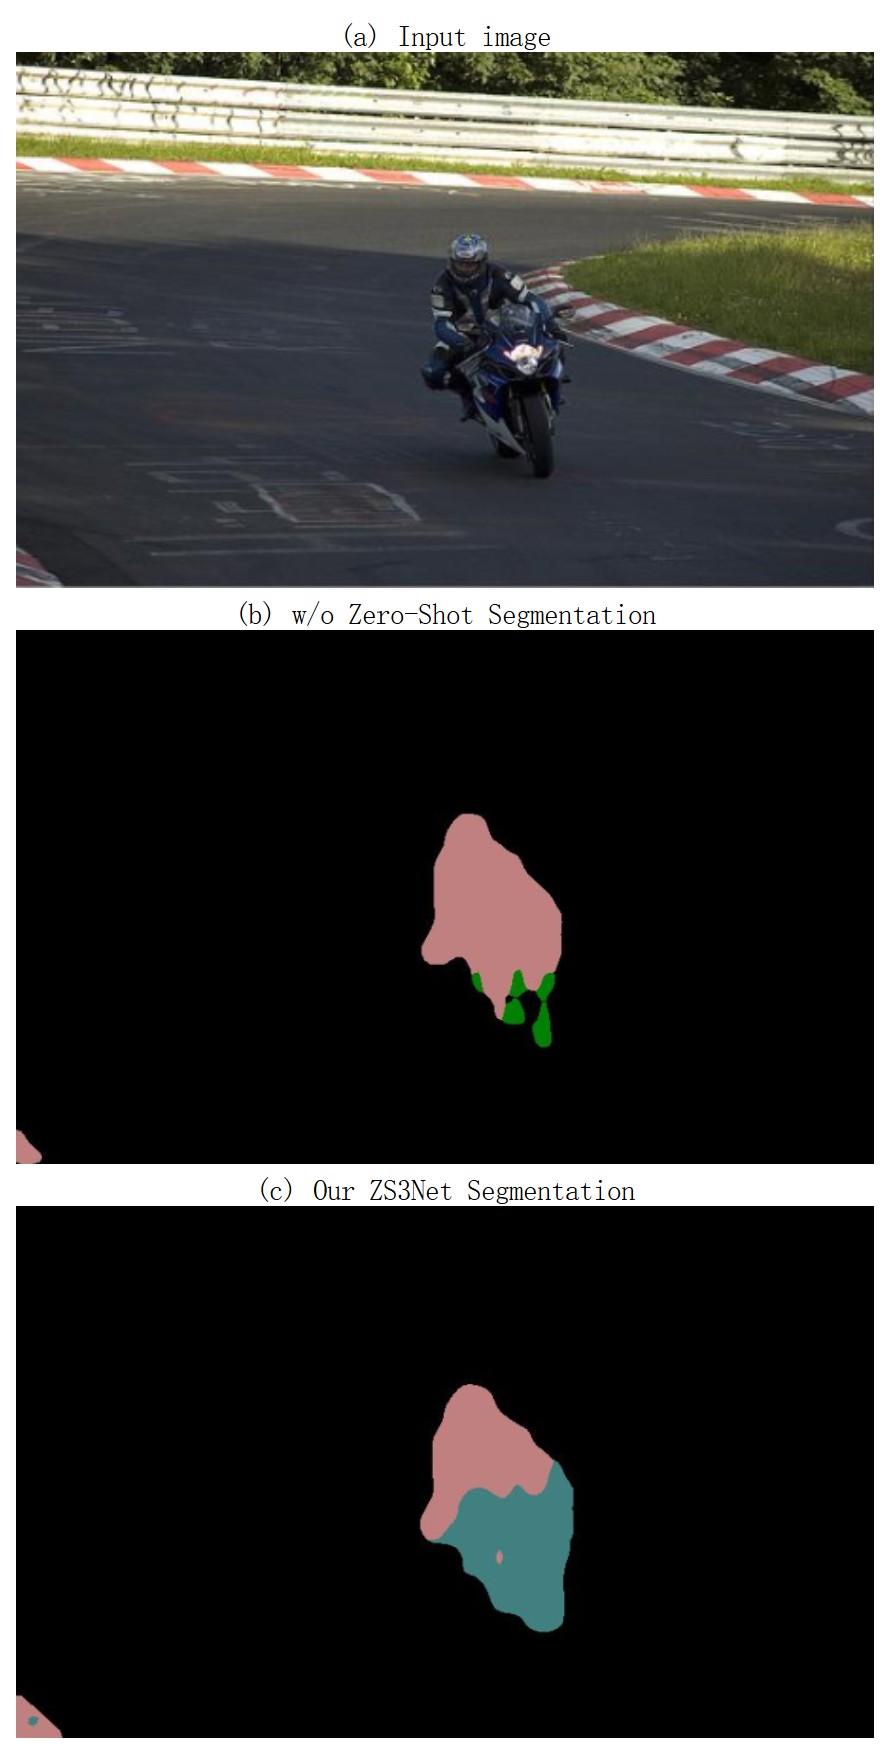 (a) Input image
(b) w/o Zero-Shot Segmentation
(c) Our ZS3Net Segmentation